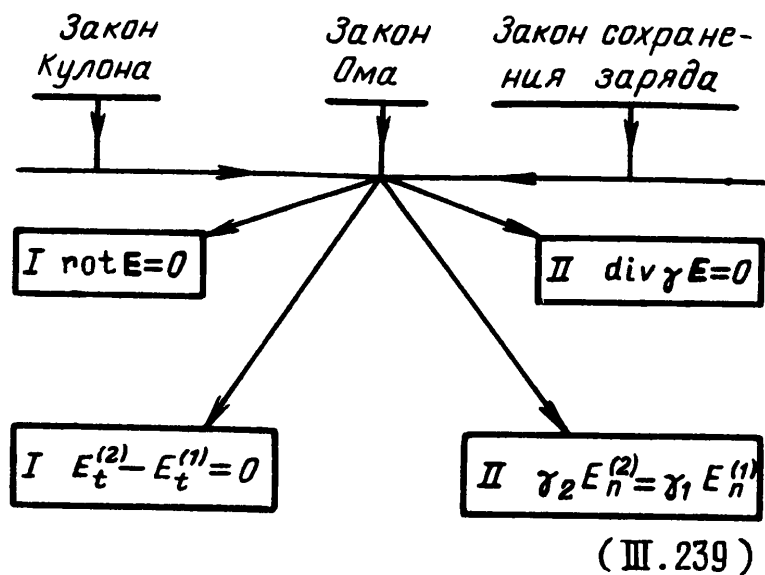 Закон
Кулона
Закон
Ома
Закон сохране-
ния заряда
I rot E=0
II div γ E=0
I E_t^{(2)}–E_t^{(1)}=0
II γ_2 E_n^{(2)}=γ_1 E_n^{(1)}
(III.239)